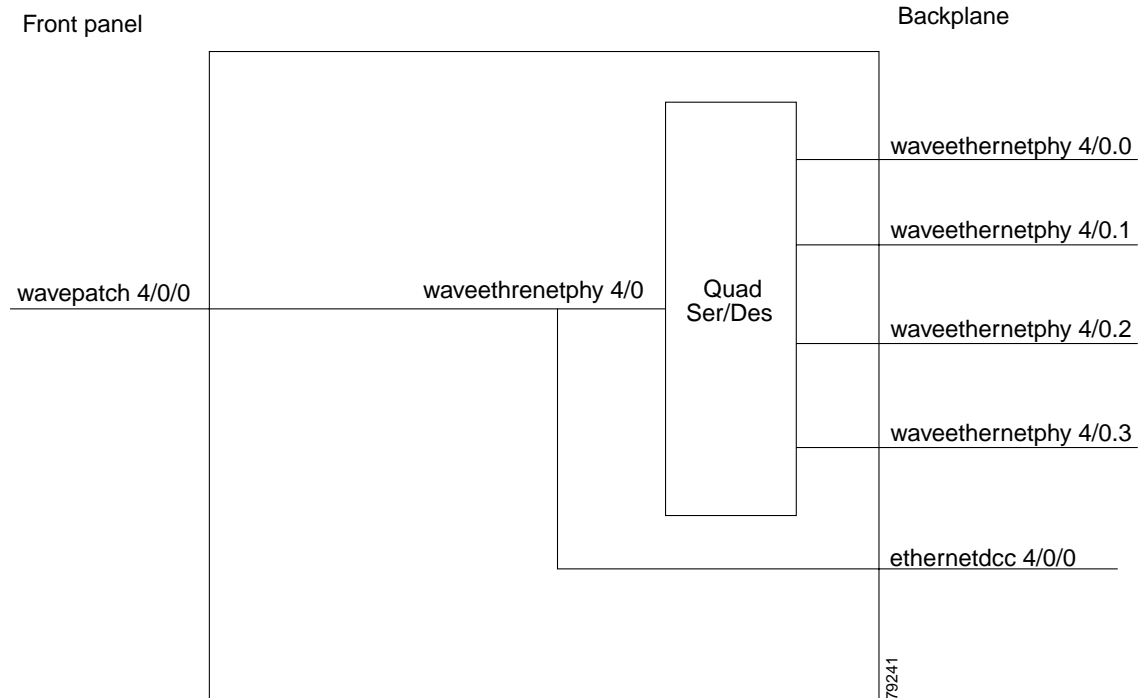 Front panel
Backplane
waveethernetphy 4/0.0
waveethernetphy 4/0.1
wavepatch 4/0/0
waveethrenetphy 4/0
Quad
Ser/Des
waveethernetphy 4/0.2
waveethernetphy 4/0.3
ethernetdcc 4/0/0
79241